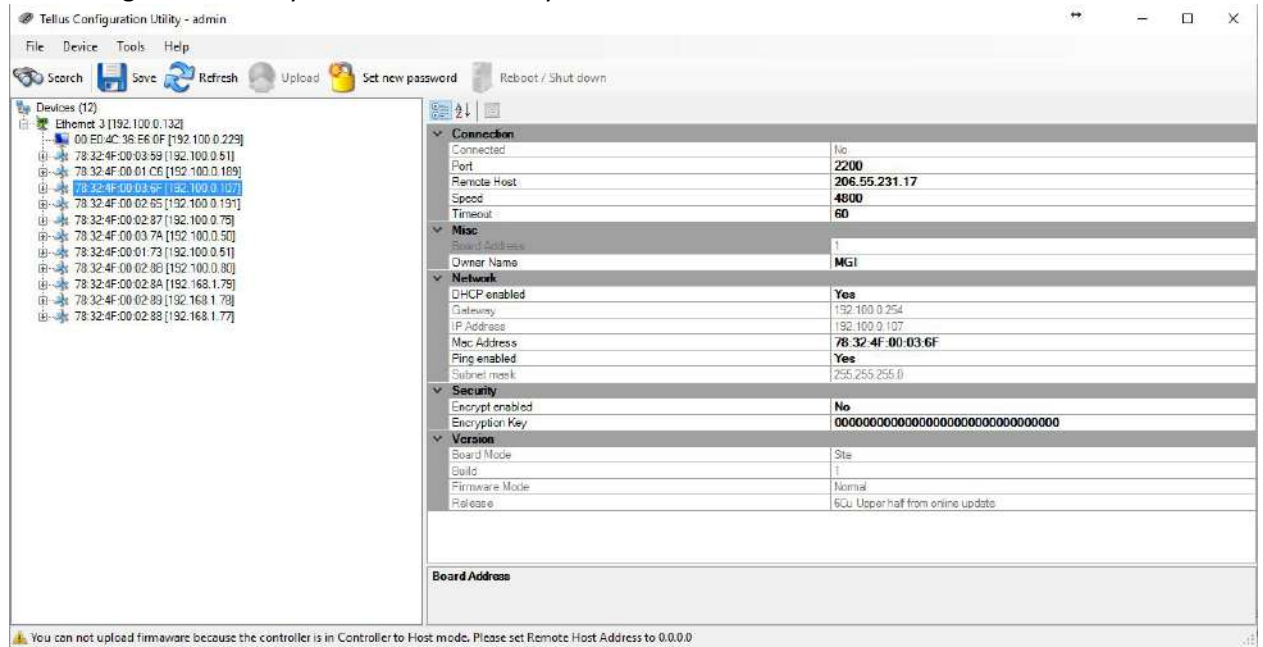 Tellus Configuration Utility - admin
File Device Tools Help
Search Save Refresh Upload Set new password Reboot / Shut down
Devices (12)
Ethernet 3 [192.100.0.132]
00:E0:4C:36:E6:0F [192.100.0.229]
78:32:4F:00:03:59 [192.100.0.51]
78:32:4F:00:01:C6 [192.100.0.189]
78:32:4F:00:03:6F [192.100.0.107]
78:32:4F:00:02:65 [192.100.0.191]
78:32:4F:00:02:87 [192.100.0.75]
78:32:4F:00:03:7A [192.100.0.50]
78:32:4F:00:01:73 [192.100.0.51]
78:32:4F:00:02:8B [192.100.0.80]
78:32:4F:00:02:8A [192.168.1.79]
78:32:4F:00:02:89 [192.168.1.78]
78:32:4F:00:02:88 [192.168.1.77]
Connection
Connected No
Port 2200
Remote Host 206.55.231.17
Speed 4800
Timeout 60
Misc
Board Address 1
Owner Name MGI
Network
DHCP enabled Yes
Gateway 192.100.0.254
IP Address 192.100.0.107
Mac Address 78:32:4F:00:03:6F
Ping enabled Yes
Subnet mask 255.255.255.0
Security
Encrypt enabled No
Encryption Key 00000000000000000000000000000000
Version
Board Mode Site
Build 1
Firmware Mode Normal
Release 6Cu Upper half from online update
Board Address
You can not upload firmaware because the controller is in Controller to Host mode. Please set Remote Host Address to 0.0.0.0